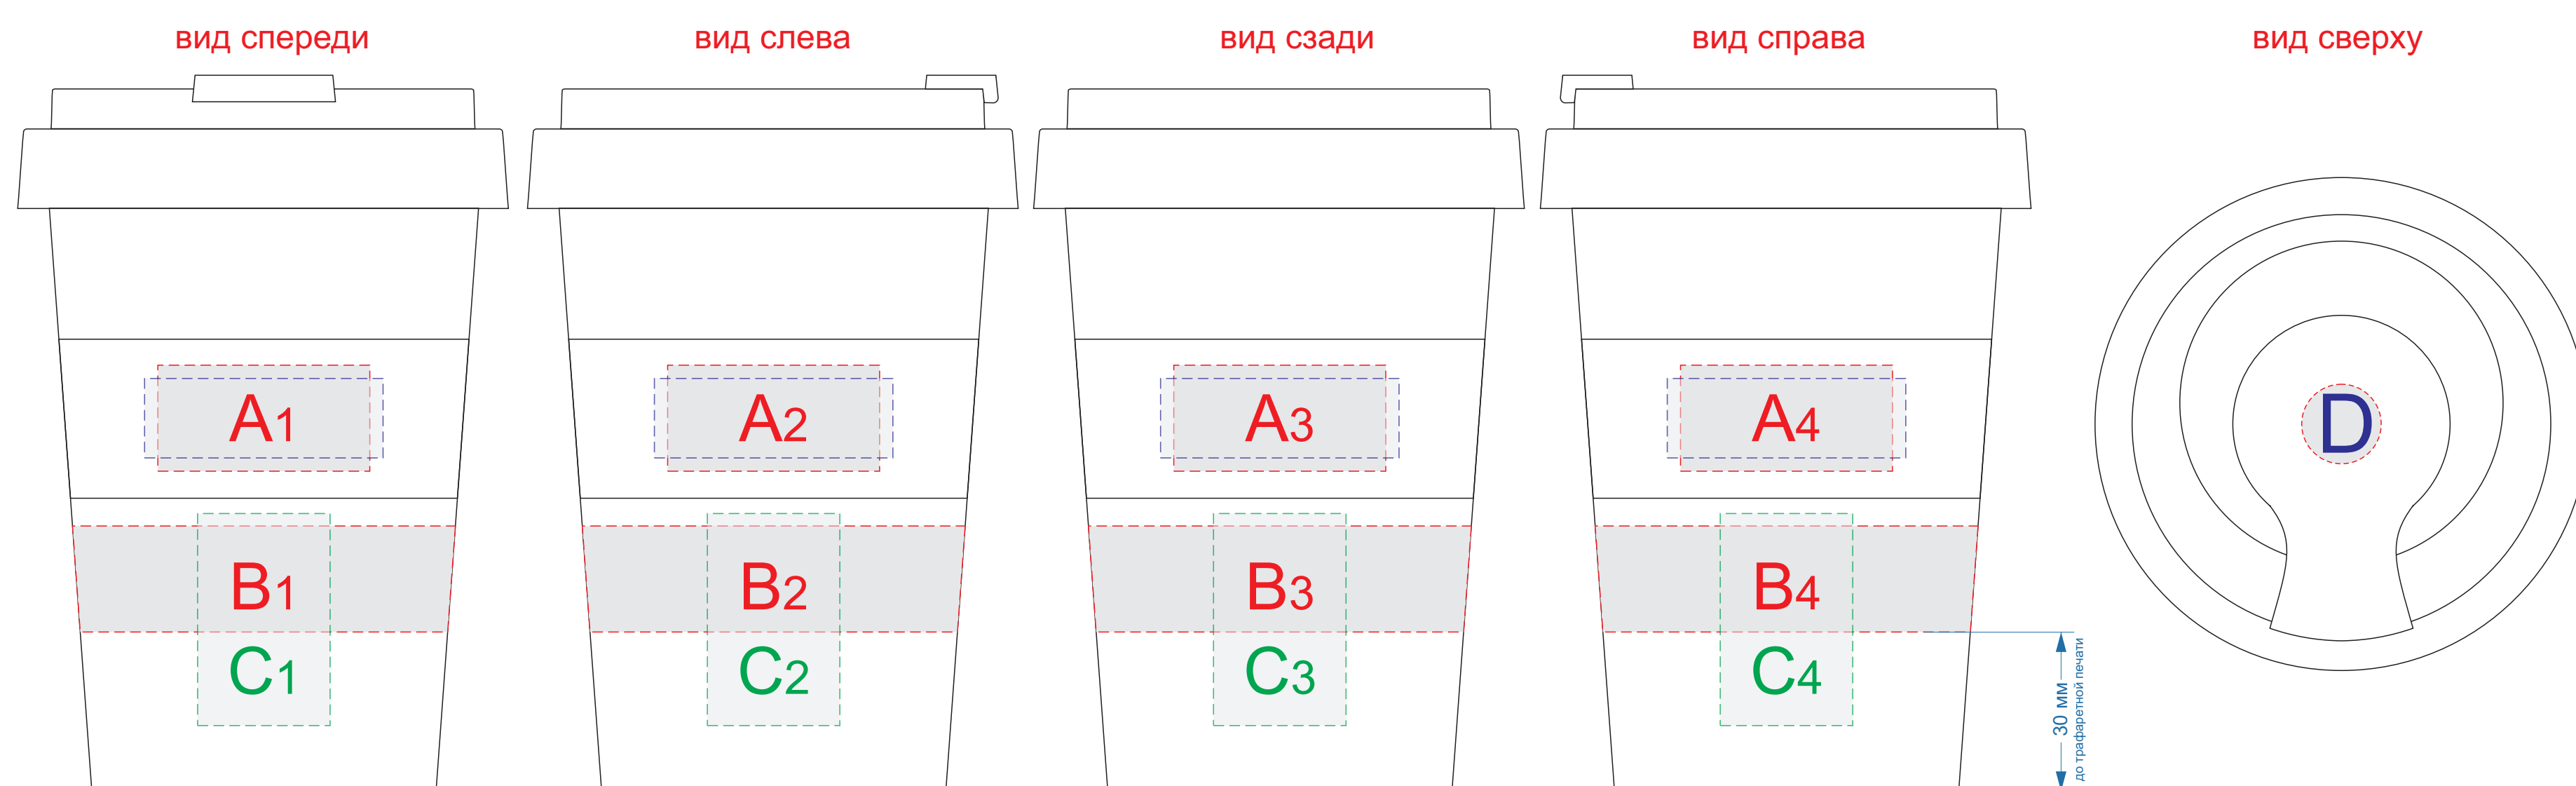 вид спереди
вид слева
вид сзади
вид справа
вид сверху
A1
A2
A3
A4
D
B1
B2
B3
B4
C1
C2
C3
C4
30 мм
до трафаретной печати